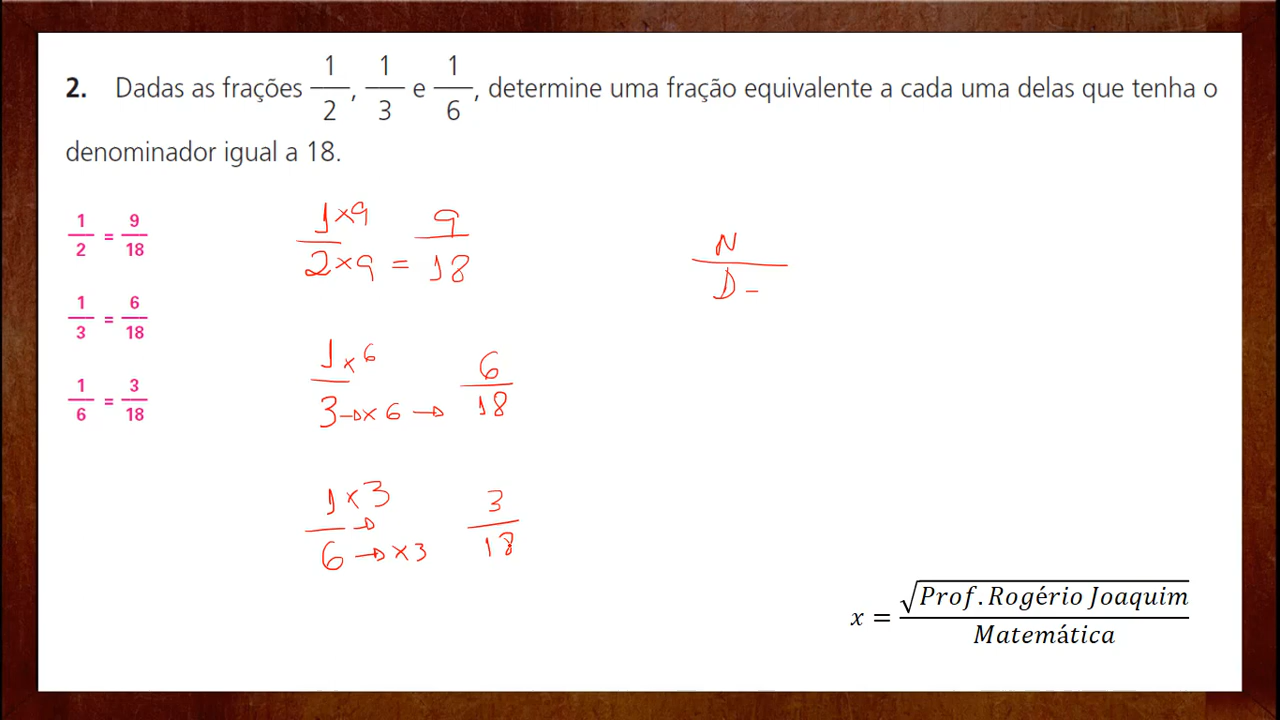 2. Dadas as frações 1/2, 1/3 e 1/6, determine uma fração equivalente a cada uma delas que tenha o
denominador igual a 18.
1/2 = 9/18
1/3 = 6/18
1/6 = 3/18
1×9 9
2×9 = 18
1×6 6
3→×6 → 18
1×3 → 3
6→×3 18
N
D -
x = √Prof. Rogério Joaquim / Matemática